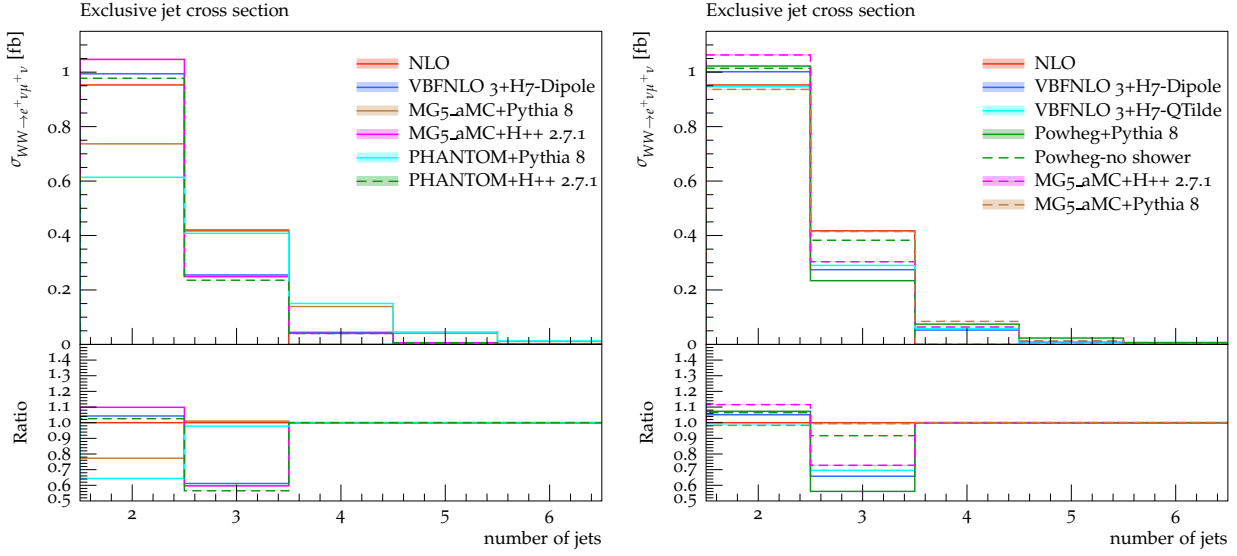 Exclusive jet cross section
σWW→e⁺νμ⁺ν [fb]
1
0.8
0.6
0.4
0.2
0
NLO
VBFNLO 3+H7-Dipole
MG5_aMC+Pythia 8
MG5_aMC+H++ 2.7.1
PHANTOM+Pythia 8
PHANTOM+H++ 2.7.1
Ratio
1.4
1.3
1.2
1.1
1.0
0.9
0.8
0.7
0.6
0.5
2 3 4 5 6
number of jets
Exclusive jet cross section
σWW→e⁺νμ⁺ν [fb]
1
0.8
0.6
0.4
0.2
0
NLO
VBFNLO 3+H7-Dipole
VBFNLO 3+H7-QTilde
Powheg+Pythia 8
Powheg-no shower
MG5_aMC+H++ 2.7.1
MG5_aMC+Pythia 8
Ratio
1.4
1.3
1.2
1.1
1.0
0.9
0.8
0.7
0.6
0.5
2 3 4 5 6
number of jets